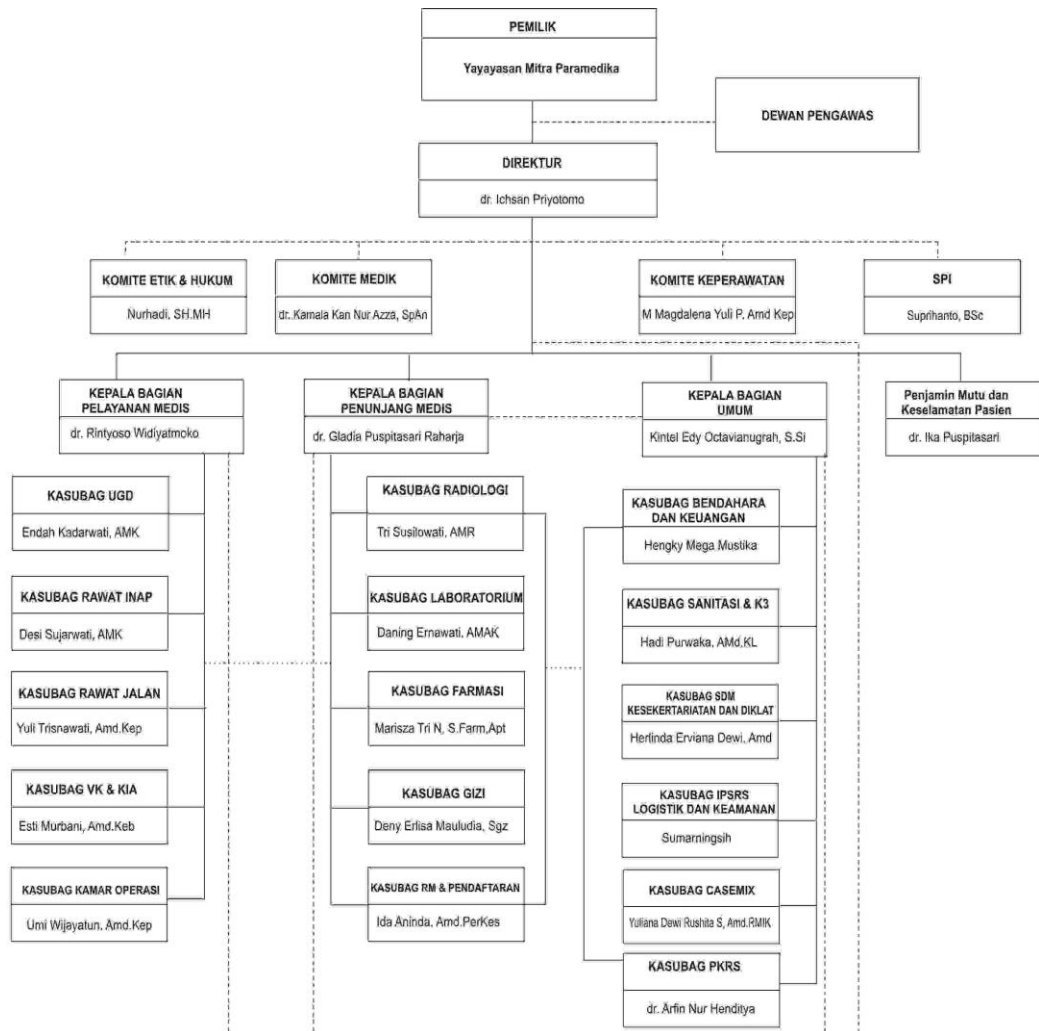 PEMILIK
Yayayasan Mitra Paramedika
DEWAN PENGAWAS
DIREKTUR
dr. Ichsan Priyotomo
KOMITE ETIK & HUKUM
Nurhadi, SH.MH
KOMITE MEDIK
dr. Kamala Kan Nur Azza, SpAn
KOMITE KEPERAWATAN
M Magdalena Yuli P, Amd Kep
SPI
Suprihanto, BSc
KEPALA BAGIAN
PELAYANAN MEDIS
dr. Rintyoso Widiyatmoko
KEPALA BAGIAN
PENUNJANG MEDIS
dr. Gladia Puspitasari Raharja
KEPALA BAGIAN
UMUM
Kintel Edy Octavianugrah, S.Si
Penjamin Mutu dan
Keselamatan Pasien
dr. Ika Puspitasari
KASUBAG UGD
Endah Kadarwati, AMK
KASUBAG RAWAT INAP
Desi Sujarwati, AMK
KASUBAG RAWAT JALAN
Yuli Trisnawati, Amd.Kep
KASUBAG VK & KIA
Esti Murbani, Amd.Keb
KASUBAG KAMAR OPERASI
Umi Wijayatun, Amd.Kep
KASUBAG RADIOLOGI
Tri Susilowati, AMR
KASUBAG LABORATORIUM
Daning Ernawati, AMAK
KASUBAG FARMASI
Marisza Tri N, S.Farm,Apt
KASUBAG GIZI
Deny Erlisa Mauludia, Sgz
KASUBAG RM & PENDAFTARAN
Ida Aninda, Amd.PerKes
KASUBAG BENDAHARA
DAN KEUANGAN
Hengky Mega Mustika
KASUBAG SANITASI & K3
Hadi Purwaka, AMd.KL
KASUBAG SDM
KESEKERTARIATAN DAN DIKLAT
Herlinda Erviana Dewi, Amd
KASUBAG IPSRS
LOGISTIK DAN KEAMANAN
Sumarningsih
KASUBAG CASEMIX
Yuliana Dewi Rushita S, Amd.RMIK
KASUBAG PKRS
dr. Arfin Nur Henditya